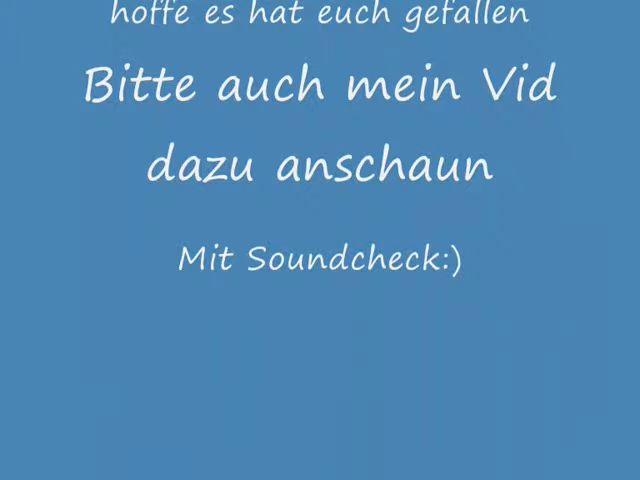 hoffe es hat euch gefallen
Bitte auch mein Vid
dazu anschaun
Mit Soundcheck:)